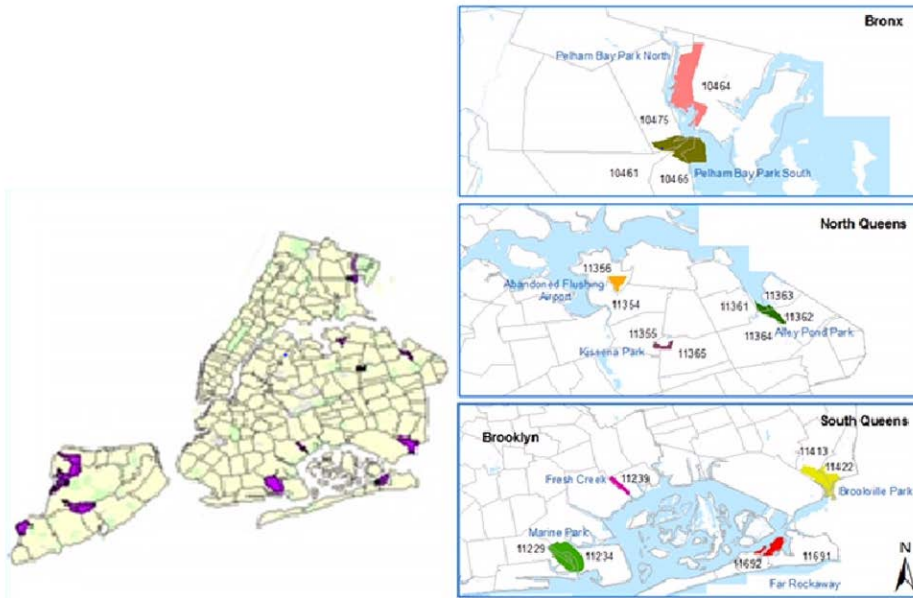 Bronx
Pelham Bay Park North
10464
10475
10461
10465
Pelham Bay Park South
North Queens
11356
Abandoned Flushing
Airport
11354
11361
11363
11362
11364
Alley Pond Park
11355
Kissena Park
11365
South Queens
Brooklyn
11413
11422
Fresh Creek
11239
Brookville Park
Marine Park
11229
11234
11692
11691
Far Rockaway
N